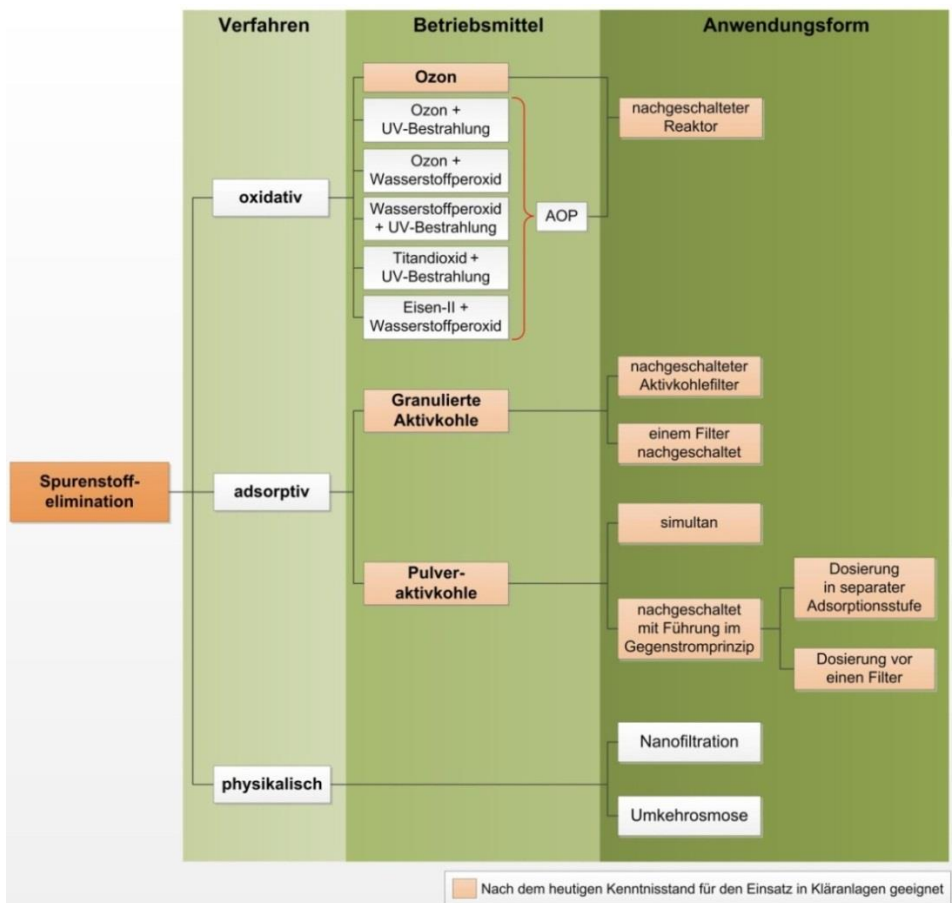 Verfahren
Betriebsmittel
Anwendungsform
Ozon
Ozon +
UV-Bestrahlung
Ozon +
Wasserstoffperoxid
Wasserstoffperoxid
+ UV-Bestrahlung
Titandioxid +
UV-Bestrahlung
Eisen-II +
Wasserstoffperoxid
oxidativ
AOP
nachgeschalteter
Reaktor
Granulierte
Aktivkohle
nachgeschalteter
Aktivkohlefilter
einem Filter
nachgeschaltet
Spurenstoff-
elimination
adsorptiv
Pulver-
aktivkohle
simultan
nachgeschaltet
mit Führung im
Gegenstromprinzip
Dosierung
in separater
Adsorptionsstufe
Dosierung vor
einen Filter
physikalisch
Nanofiltration
Umkehrosmose
Nach dem heutigen Kenntnisstand für den Einsatz in Kläranlagen geeignet